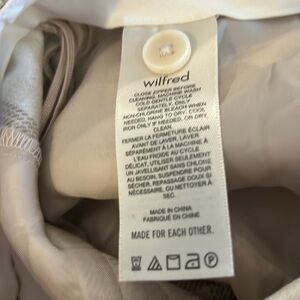 wilfred
CLOSE ZIPPER BEFORE
CLEANING. MACHINE WASH
COLD GENTLE CYCLE
SEPARATELY, ONLY
NON-CHLORINE BLEACH WHEN
NEEDED, HANG TO DRY, COOL
IRON ONLY IF NEEDED, OR DRY
CLEAN.
FERMER LA FERMETURE ÉCLAIR
AVANT DE LAVER, LAVER
SÉPARÉMENT À LA MACHINE À
L'EAU FROIDE AU CYCLE
DÉLICAT, UTILISER SEULEMENT
UN JAVELLISANT SANS CHLORE
AU BESOIN, SUSPENDRE POUR
SÉCHER, REPASSAGE DOUX SI
NÉCESSAIRE, OU NETTOYER À
SEC.
MADE IN CHINA
FABRIQUÉ EN CHINE
MADE FOR EACH OTHER.
P